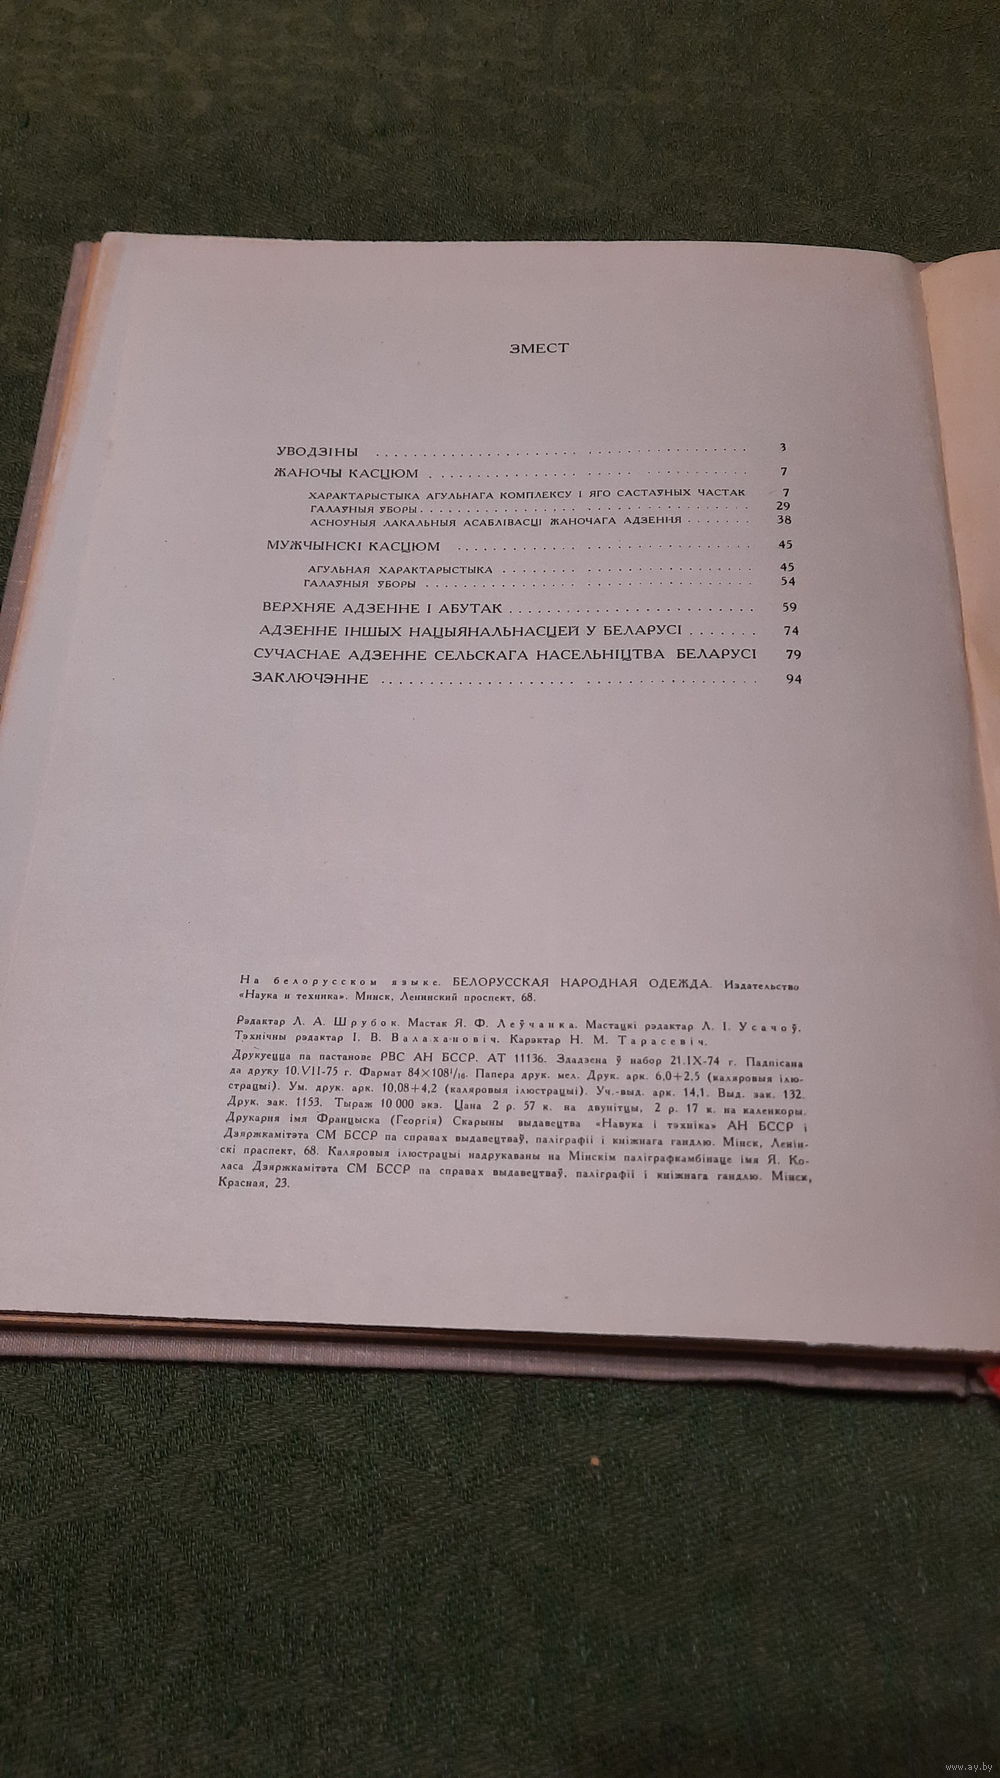 ЗМЕСТ
УВОДЗІНЫ . . . . . . . . . . . . . . . . . . . . 3
ЖАНОЧЫ КАСЦЮМ . . . . . . . . . . . . . . . . . . . . 7
ХАРАКТАРЫСТЫКА АГУЛЬНАГА КОМПЛЕКСУ І ЯГО САСТАЎНЫХ ЧАСТАК 7
ГАЛАЎНЫЯ ЎБОРЫ . . . . . . . . . . . . . . . . . . . . 29
АСНОЎНЫЯ ЛАКАЛЬНЫЯ АСАБЛІВАСЦІ ЖАНОЧАГА АДЗЕННЯ . . . . . . . 38
МУЖЧЫНСКІ КАСЦЮМ . . . . . . . . . . . . . . . . . . . . 45
АГУЛЬНАЯ ХАРАКТАРЫСТЫКА . . . . . . . . . . . . . . . . . . . . 45
ГАЛАЎНЫЯ ЎБОРЫ . . . . . . . . . . . . . . . . . . . . 54
ВЕРХНЯЕ АДЗЕННЕ І АБУТАК . . . . . . . . . . . . . . . . . . . . 59
АДЗЕННЕ ІНШЫХ НАЦЫЯНАЛЬНАСЦЕЙ У БЕЛАРУСІ . . . . . . . 74
СУЧАСНАЕ АДЗЕННЕ СЕЛЬСКАГА НАСЕЛЬНІЦТВА БЕЛАРУСІ 79
ЗАКЛЮЧЭННЕ . . . . . . . . . . . . . . . . . . . . 94
На белорусском языке. БЕЛОРУССКАЯ НАРОДНАЯ ОДЕЖДА. Издательство
«Наука и техника». Минск, Ленинский проспект, 68.
Рэдактар Л. А. Шрубок. Мастак Я. Ф. Леўчанка. Мастацкі рэдактар Л. І. Усачоў.
Тэхнічны рэдактар І. В. Валахановіч. Карэктар Н. М. Тарасевіч.
Друкуецца па пастанове РВС АН БССР. АТ 11136. Здадзена ў набор 21.IX-74 г. Падпісана
да друку 10.VII-75 г. Фармат 84×108¹/₁₆. Папера друк. мел. Друк. арк. 6,0+2,5 (каляровыя ілю-
страцыі). Ум. друк. арк. 10,08+4,2 (каляровыя ілюстрацыі). Уч.-выд. арк. 14,1. Выд. зак. 132.
Друк. зак. 1153. Тыраж 10 000 экз. Цана 2 р. 57 к. на двунітцы, 2 р. 17 к. на каленкоры.
Друкарня імя Францыска (Георгія) Скарыны выдавецтва «Навука і тэхніка» АН БССР і
Дзяржкамітэта СМ БССР па справах выдавецтваў, паліграфіі і кніжнага гандлю. Мінск, Ленін-
скі праспект, 68. Каляровыя ілюстрацыі надрукаваны на Мінскім паліграфкамбінаце імя Я. Ко-
ласа Дзяржкамітэта СМ БССР па справах выдавецтваў, паліграфіі і кніжнага гандлю. Мінск,
Красная, 23.
www.ay.by